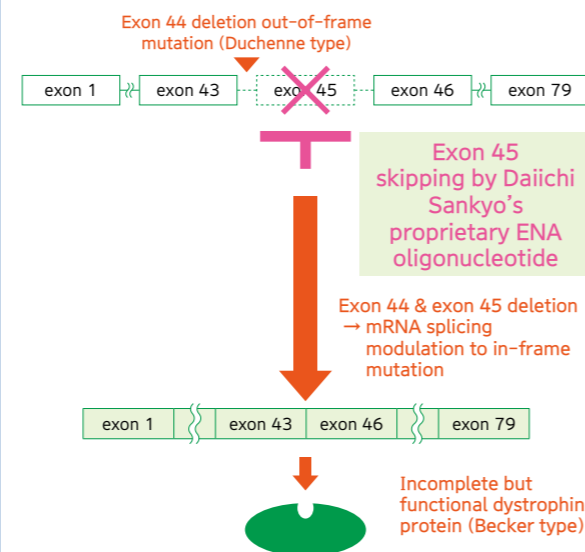 Exon 44 deletion out-of-frame
mutation (Duchenne type)
exon 1
exon 43
exon 45
exon 46
exon 79
Exon 45
skipping by Daiichi
Sankyo's
proprietary ENA
oligonucleotide
Exon 44 & exon 45 deletion
→ mRNA splicing
modulation to in-frame
mutation
exon 1
exon 43
exon 46
exon 79
Incomplete but
functional dystrophin
protein (Becker type)